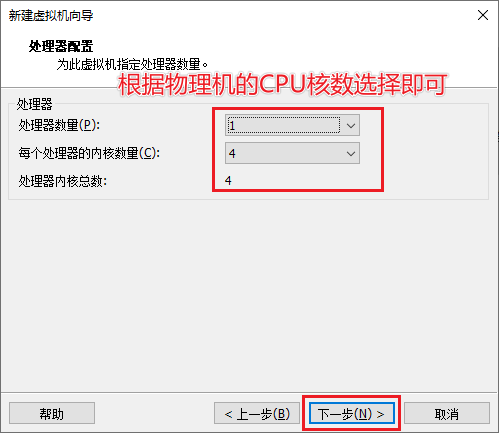 新建虚拟机向导
处理器配置
为此虚拟机指定处理器数量。
根据物理机的CPU核数选择即可
处理器
处理器数量(P): 1
每个处理器的内核数量(C): 4
处理器内核总数: 4
帮助 < 上一步(B) 下一步(N) > 取消